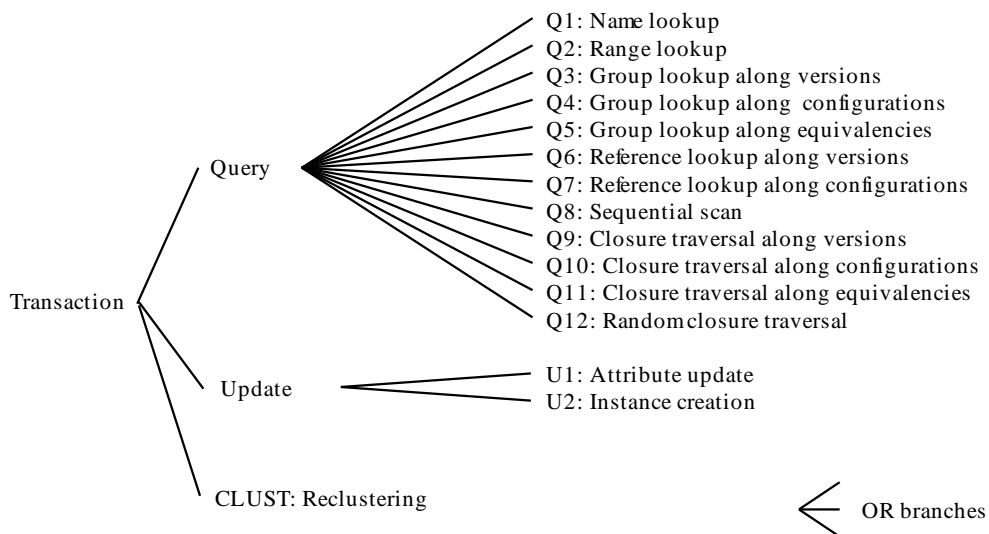 Q1: Name lookup
Q2: Range lookup
Q3: Group lookup along versions
Q4: Group lookup along configurations
Q5: Group lookup along equivalencies
Q6: Reference lookup along versions
Query
Q7: Reference lookup along configurations
Q8: Sequential scan
Q9: Closure traversal along versions
Q10: Closure traversal along configurations
Q11: Closure traversal along equivalencies
Transaction
Q12: Random closure traversal
U1: Attribute update
Update
U2: Instance creation
CLUST: Reclustering
OR branches